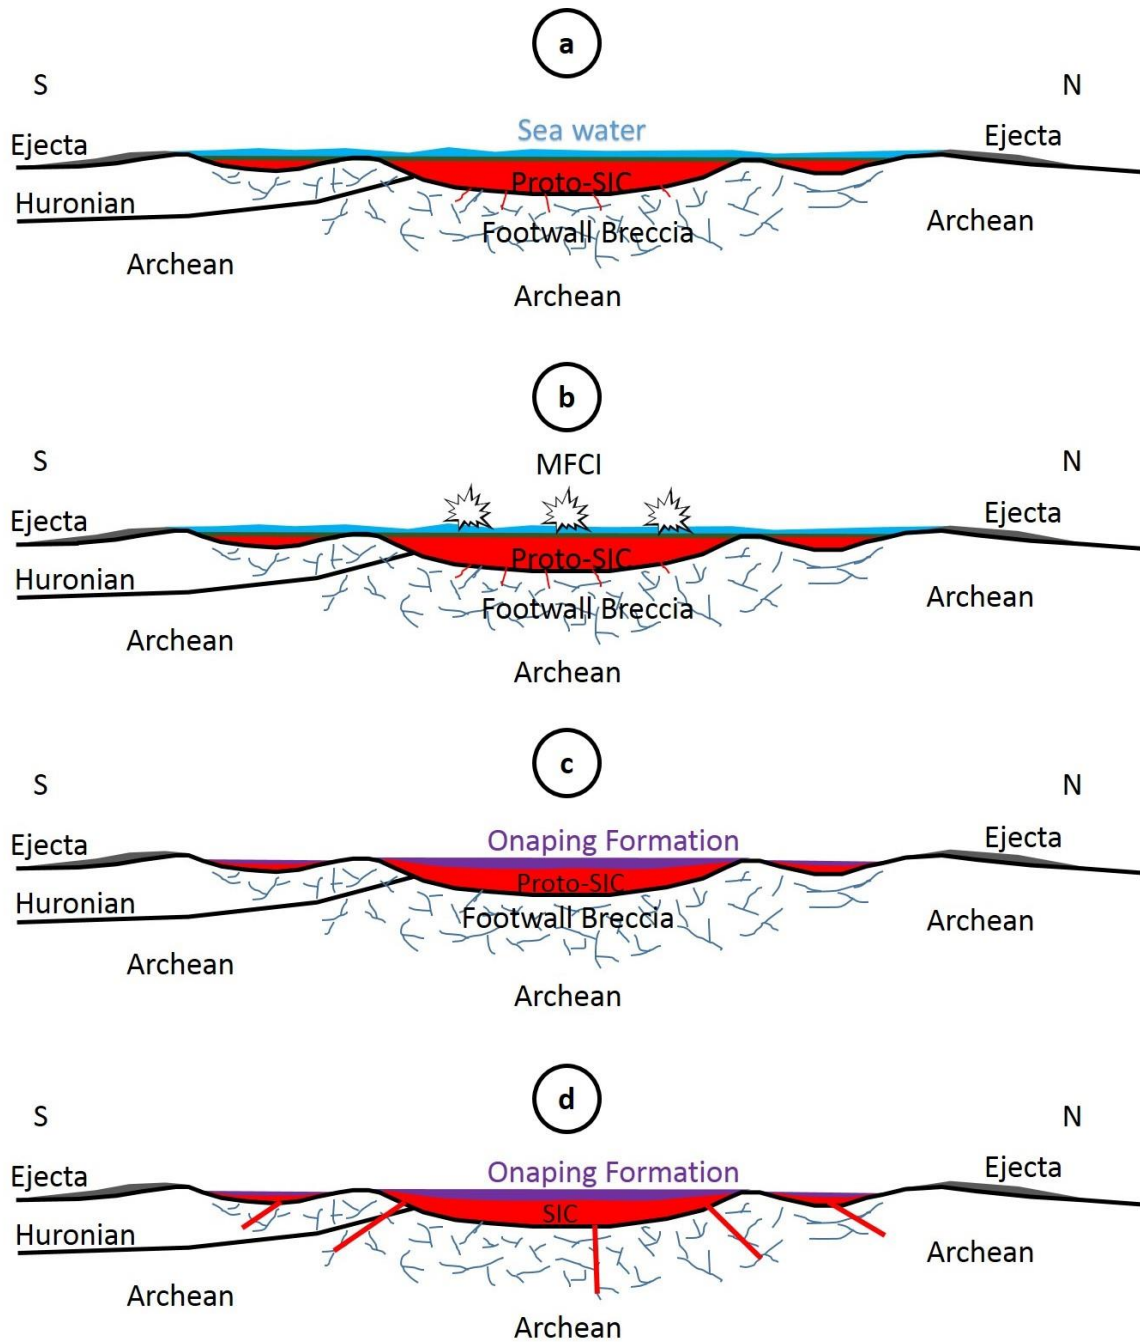 a
S
N
Sea water
Ejecta
Ejecta
Proto-SIC
Huronian
Footwall Breccia
Archean
Archean
Archean
b
S
MFCI
N
Ejecta
Ejecta
Proto-SIC
Huronian
Footwall Breccia
Archean
Archean
Archean
c
S
N
Onaping Formation
Ejecta
Ejecta
Proto-SIC
Huronian
Footwall Breccia
Archean
Archean
Archean
d
S
N
Onaping Formation
Ejecta
Ejecta
SIC
Huronian
Archean
Archean
Archean